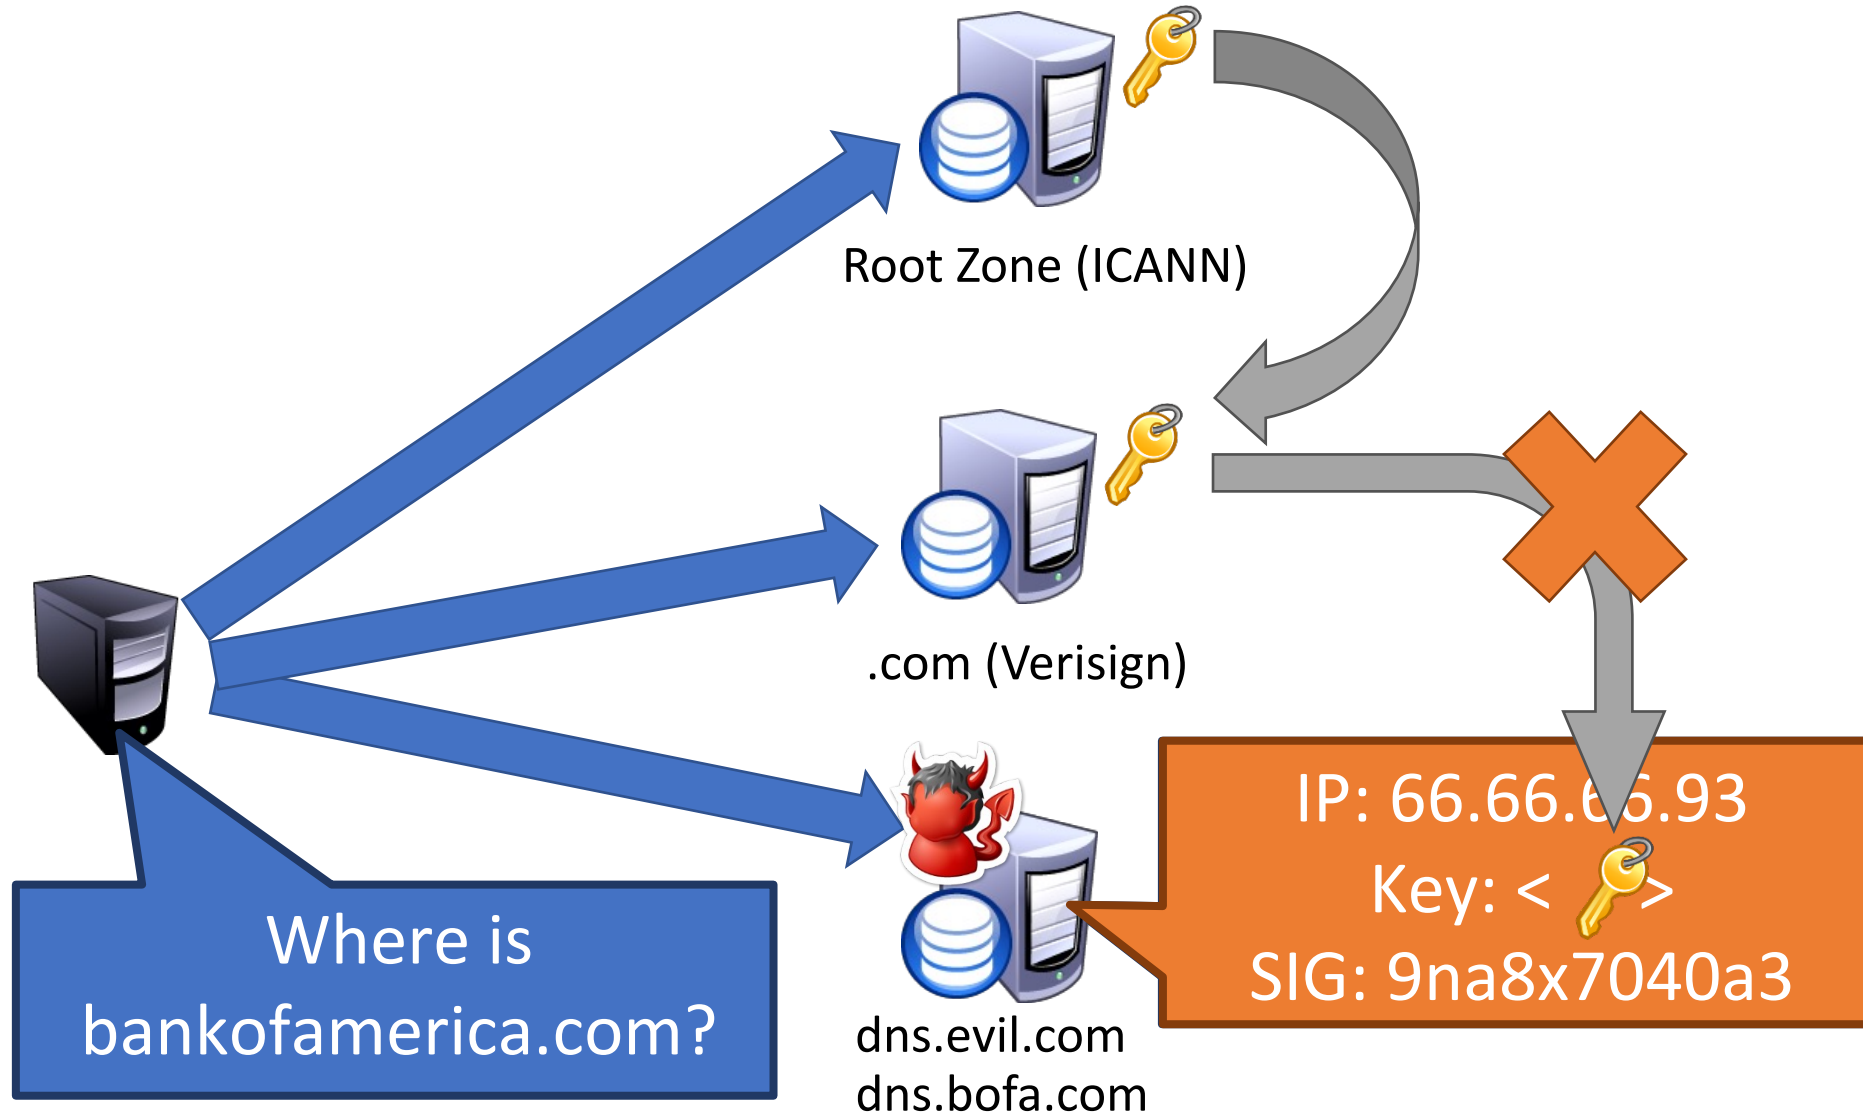 Root Zone (ICANN)
.com (Verisign)
IP: 66.66.66.93
Key: < >
SIG: 9na8x7040a3
Where is
bankofamerica.com?
dns.evil.com
dns.bofa.com